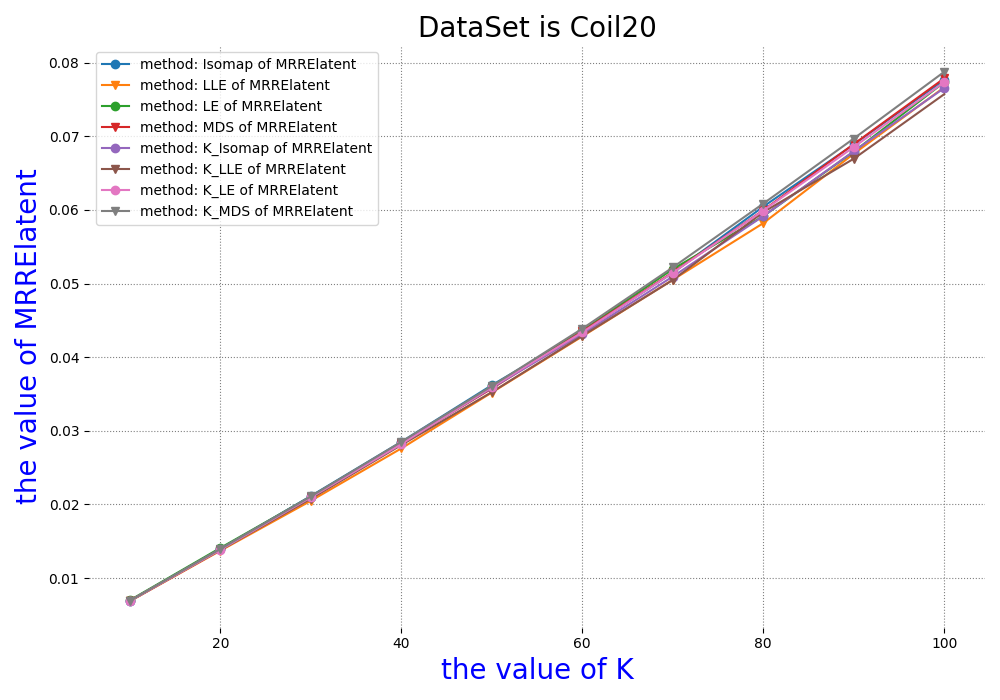 DataSet is Coil20
method: Isomap of MRRElatent
method: LLE of MRRElatent
method: LE of MRRElatent
method: MDS of MRRElatent
method: K_Isomap of MRRElatent
method: K_LLE of MRRElatent
method: K_LE of MRRElatent
method: K_MDS of MRRElatent
the value of MRRElatent
0.08
0.07
0.06
0.05
0.04
0.03
0.02
0.01
20 40 60 80 100
the value of K